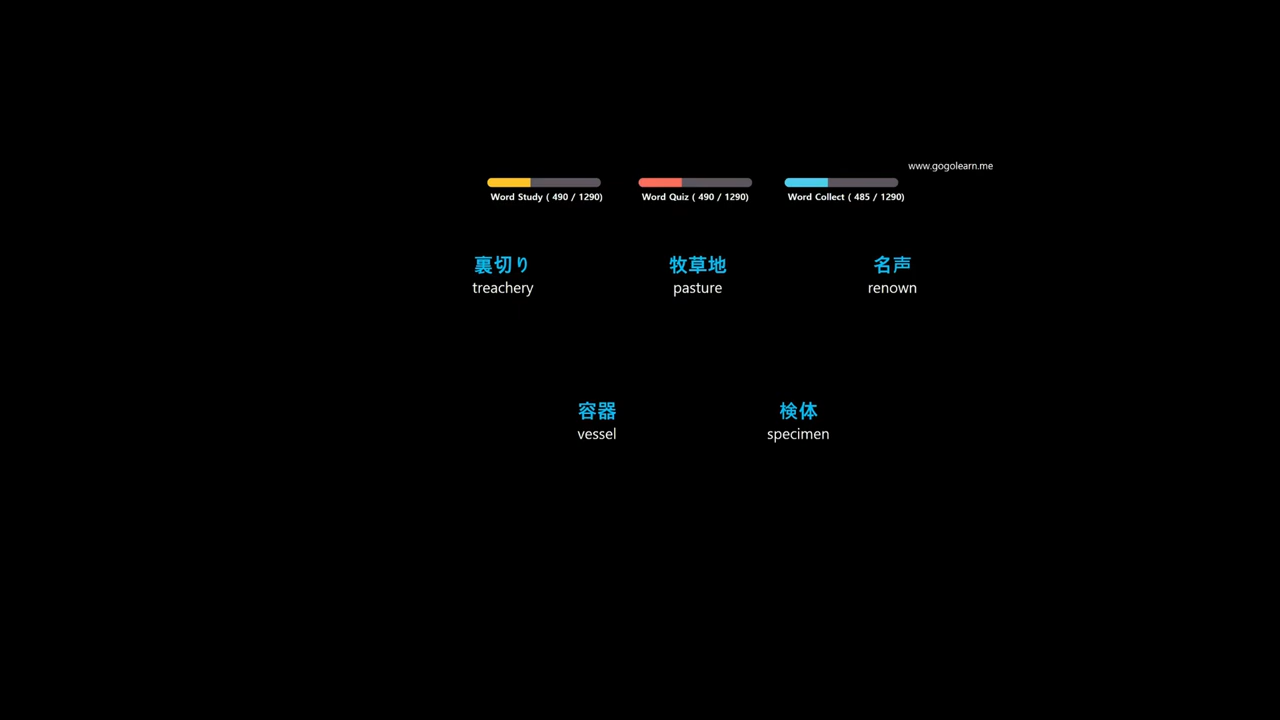 www.gogolearn.me
Word Study ( 490 / 1290)
Word Quiz ( 490 / 1290)
Word Collect ( 485 / 1290)
裏切り
treachery
牧草地
pasture
名声
renown
容器
vessel
検体
specimen